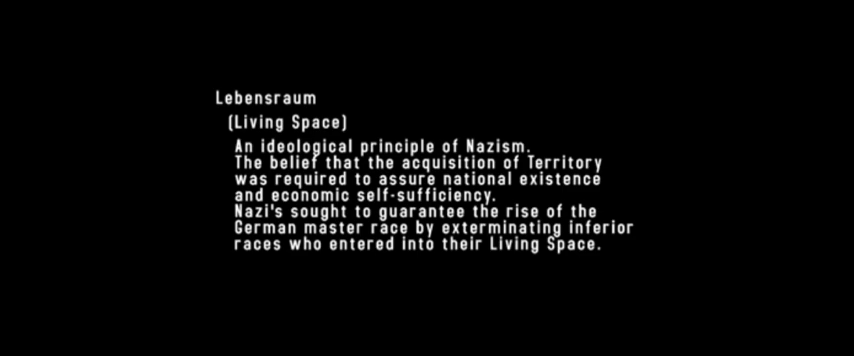 Lebensraum
(Living Space)
An ideological principle of Nazism.
The belief that the acquisition of Territory
was required to assure national existence
and economic self-sufficiency.
Nazi's sought to guarantee the rise of the
German master race by exterminating inferior
races who entered into their Living Space.